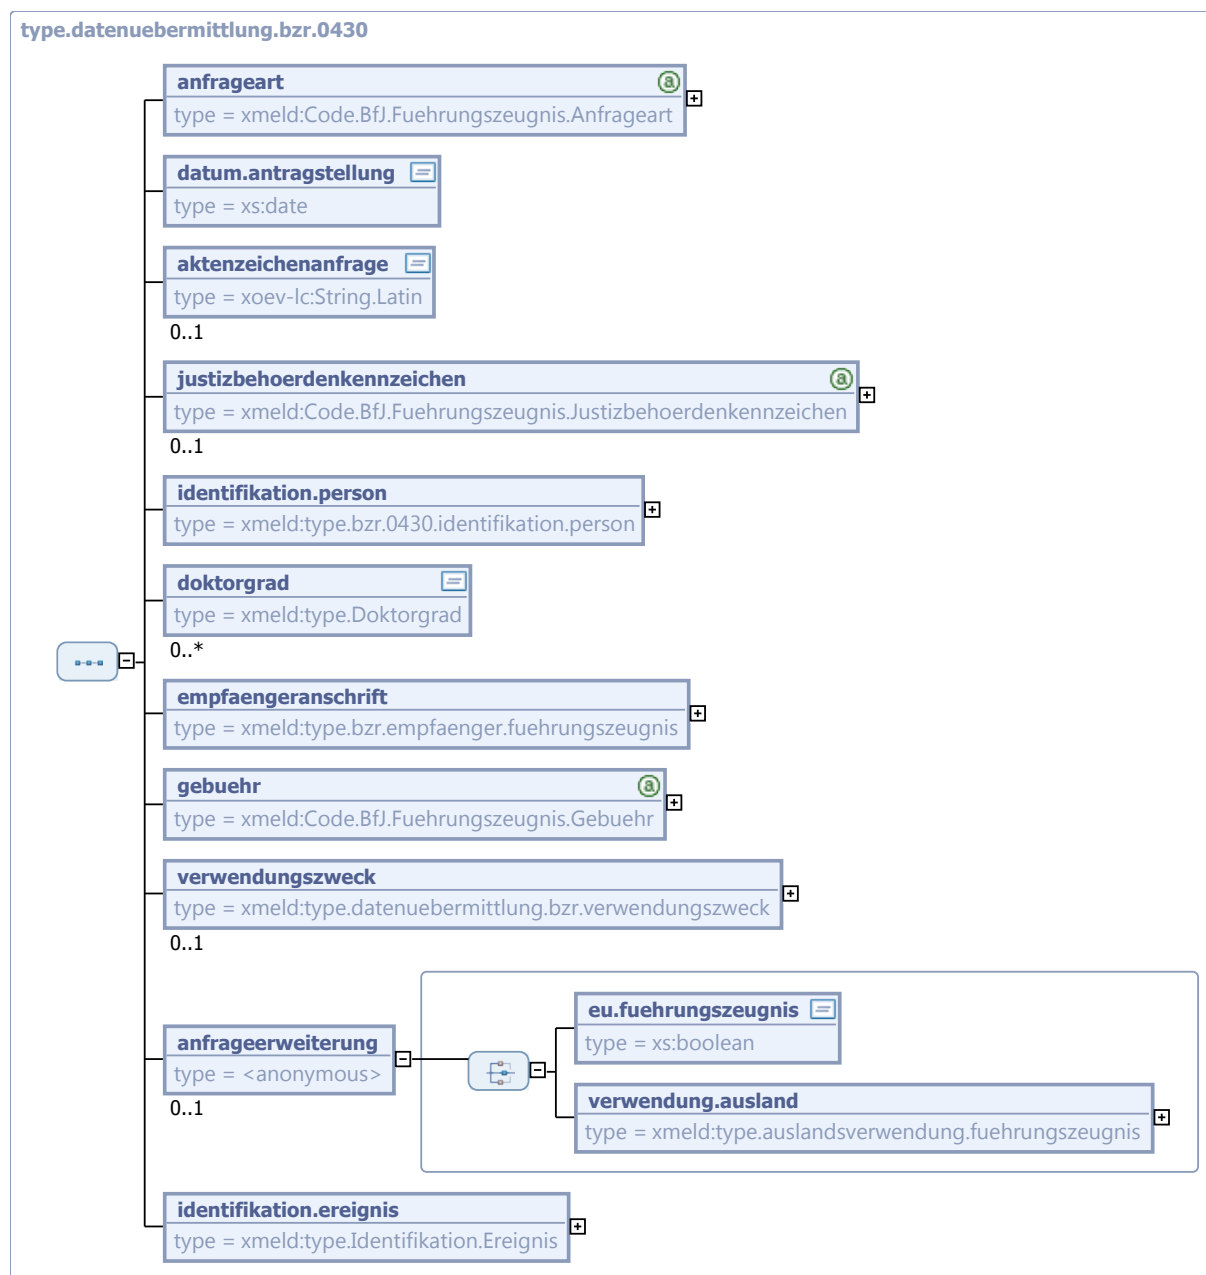 type.datenuebermittlung.bzr.0430
anfrageart
type = xmeld:Code.BfJ.Fuehrungszeugnis.Anfrageart
datum.antragstellung
type = xs:date
aktenzeichenanfrage
type = xoev-lc:String.Latin
0..1
justizbehoerdenkennzeichen
type = xmeld:Code.BfJ.Fuehrungszeugnis.Justizbehoerdenkennzeichen
0..1
identifikation.person
type = xmeld:type.bzr.0430.identifikation.person
doktorgrad
type = xmeld:type.Doktorgrad
0..*
empfaengeranschrift
type = xmeld:type.bzr.empfaenger.fuehrungszeugnis
gebuehr
type = xmeld:Code.BfJ.Fuehrungszeugnis.Gebuehr
verwendungszweck
type = xmeld:type.datenuebermittlung.bzr.verwendungszweck
0..1
anfrageerweiterung
type = <anonymous>
0..1
eu.fuehrungszeugnis
type = xs:boolean
verwendung.ausland
type = xmeld:type.auslandsverwendung.fuehrungszeugnis
identifikation.ereignis
type = xmeld:type.Identifikation.Ereignis